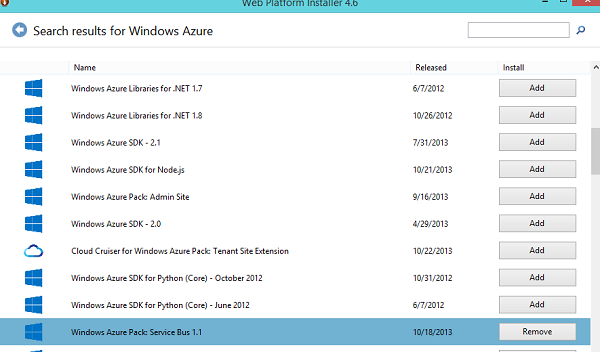 Web Platform Installer 4.6
Search results for Windows Azure
Name Released Install
Windows Azure Libraries for .NET 1.7 6/7/2012 Add
Windows Azure Libraries for .NET 1.8 10/26/2012 Add
Windows Azure SDK - 2.1 7/31/2013 Add
Windows Azure SDK for Node.js 10/21/2013 Add
Windows Azure Pack: Admin Site 9/16/2013 Add
Windows Azure SDK - 2.0 4/29/2013 Add
Cloud Cruiser for Windows Azure Pack: Tenant Site Extension 10/22/2013 Add
Windows Azure SDK for Python (Core) - October 2012 10/31/2012 Add
Windows Azure SDK for Python (Core) - June 2012 6/7/2012 Add
Windows Azure Pack: Service Bus 1.1 10/18/2013 Remove